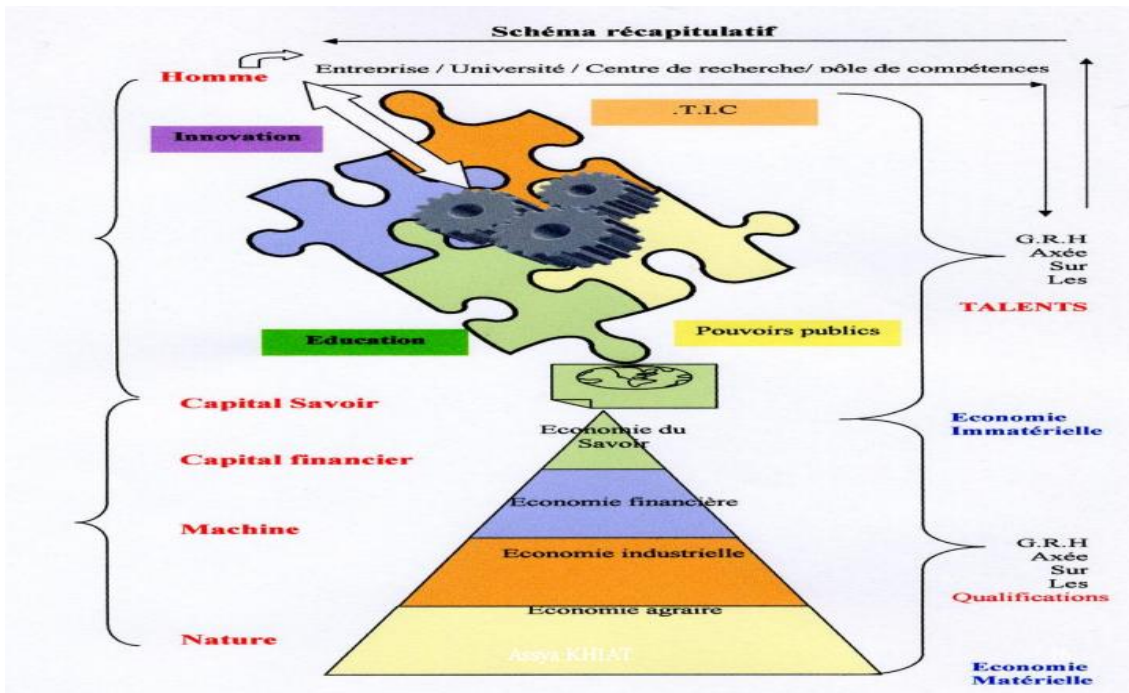 Schéma récapitulatif
Homme
Entreprise / Université / Centre de recherche/ pôle de compétences
.T.I.C
Innovation
G.R.H
Axée
Sur
Les
TALENTS
Education
Pouvoirs publics
Capital Savoir
Economie du
Savoir
Economie
Immatérielle
Capital financier
Economie financière
Machine
Economie industrielle
G.R.H
Axée
Sur
Les
Qualifications
Economie agraire
Nature
Assya KHIAT
Economie
Matérielle